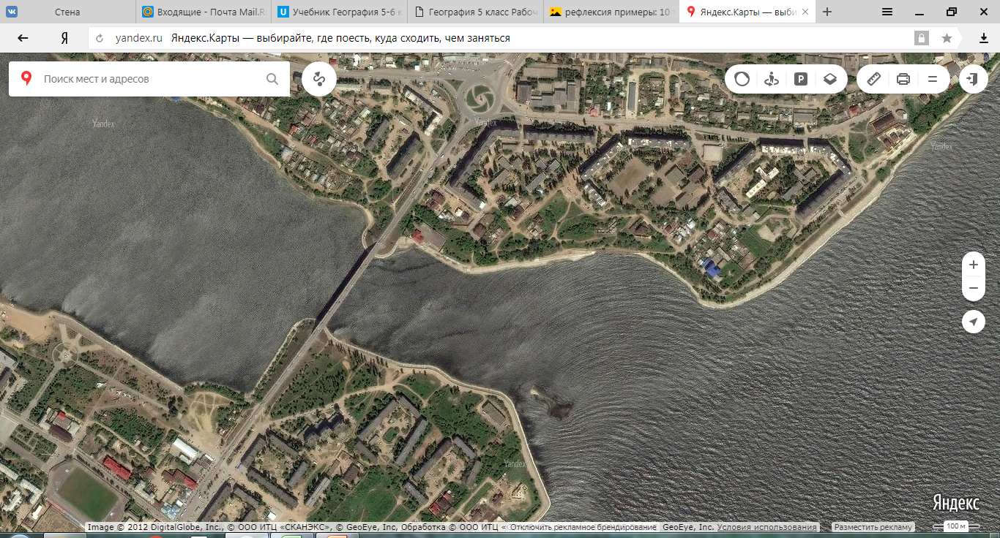 Стена
Входящие - Почта Mail.R
Учебник География 5-6 к
География 5 класс Рабоч
рефлексия примеры: 10 т
Яндекс.Карты — выби
yandex.ru Яндекс.Карты — выбирайте, где поесть, куда сходить, чем заняться
Поиск мест и адресов
P
Yandex
Yandex
Yandex
Yandex
Яндекс
Image © 2012 DigitalGlobe, Inc., © ООО ИТЦ «СКАНЭКС», © GeoEye, Inc, Обработка © ООО ИТЦ « Отключить рекламное брендирование GeoEye, Inc. Условия использования Разместить рекламу 100 м